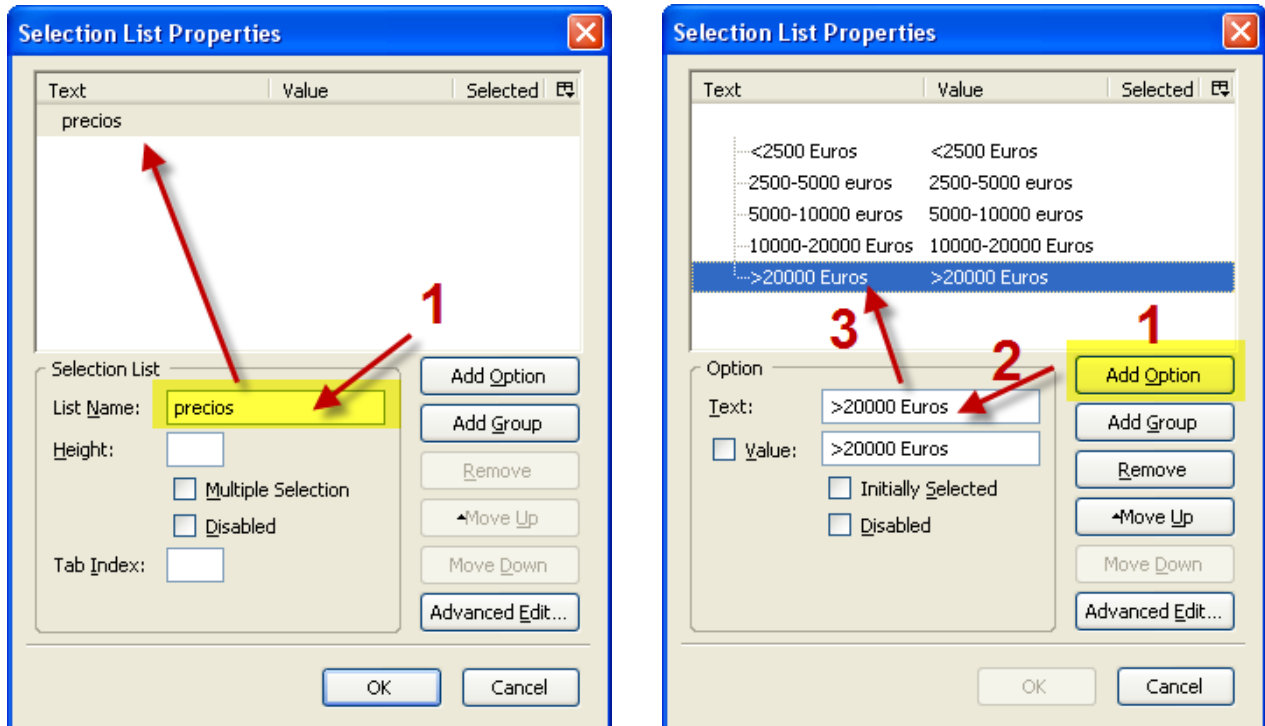 Selection List Properties
Text Value Selected
precios
1
Selection List
List Name: precios
Height:
Multiple Selection
Disabled
Tab Index:
Add Option
Add Group
Remove
Move Up
Move Down
Advanced Edit...
OK Cancel
Selection List Properties
Text Value Selected
<2500 Euros <2500 Euros
2500-5000 euros 2500-5000 euros
5000-10000 euros 5000-10000 euros
10000-20000 Euros 10000-20000 Euros
>20000 Euros >20000 Euros
3 2 1
Option
Text: >20000 Euros
Value: >20000 Euros
Initially Selected
Disabled
Add Option
Add Group
Remove
Move Up
Move Down
Advanced Edit...
OK Cancel